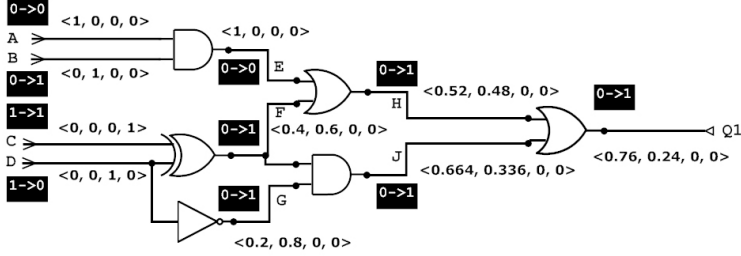 0->0
<1, 0, 0, 0>
A
B
<1, 0, 0, 0>
0->1
<0, 1, 0, 0>
0->0
E
0->1
H
<0.52, 0.48, 0, 0>
0->1
1->1
C
D
<0, 0, 0, 1>
0->1
F
<0.4, 0.6, 0, 0>
Q1
1->0
<0, 0, 1, 0>
J
<0.664, 0.336, 0, 0>
<0.76, 0.24, 0, 0>
0->1
G
0->1
<0.2, 0.8, 0, 0>